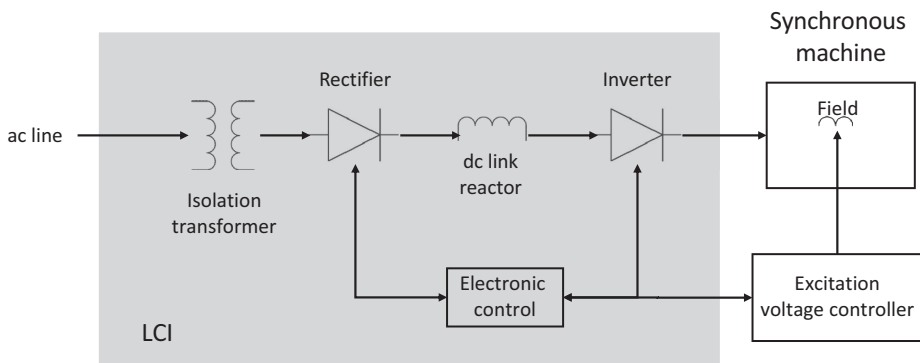 Synchronous
machine
Rectifier
Inverter
Field
ac line
dc link
reactor
Isolation
transformer
Electronic
control
Excitation
voltage controller
LCI